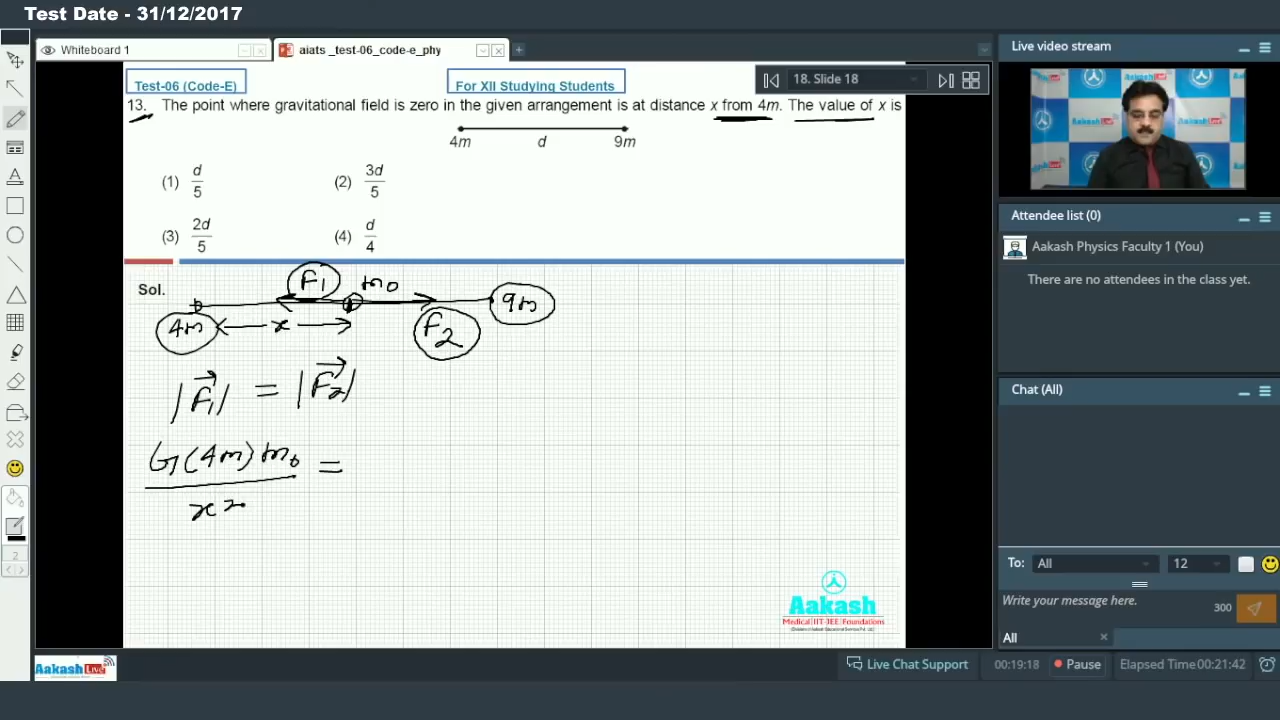 Test Date - 31/12/2017
Whiteboard 1
aiats _test-06_code-e_phy
Live video stream
Test-06 (Code-E)
For XII Studying Students
18. Slide 18
13. The point where gravitational field is zero in the given arrangement is at distance x from 4m. The value of x is
4m d 9m
(1) d/5
(2) 3d/5
(3) 2d/5
(4) d/4
Sol.
F1 m0
4m x F2 9m
|F⃗1| = |F⃗2|
G(4m)m0 / x2 =
Aakash
Medical|IIT-JEE|Foundations
Attendee list (0)
Aakash Physics Faculty 1 (You)
There are no attendees in the class yet.
Chat (All)
To: All 12
Write your message here.
300
All
2
Aakash Live
Live Chat Support
00:19:18
Pause
Elapsed Time 00:21:42